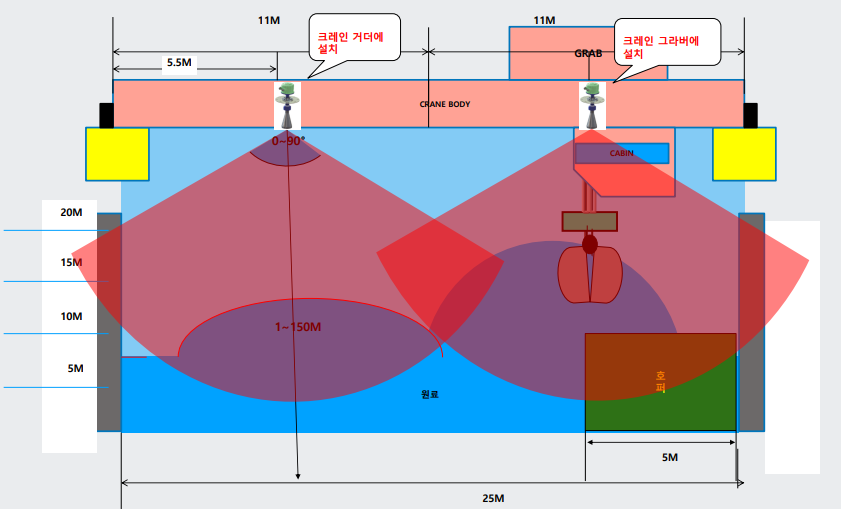 11M
11M
크레인 거더에
설치
크레인 그라버에
설치
GRAB
5.5M
CRANE BODY
0~90°
CABIN
20M
15M
10M
1~150M
5M
호
퍼
원료
5M
25M